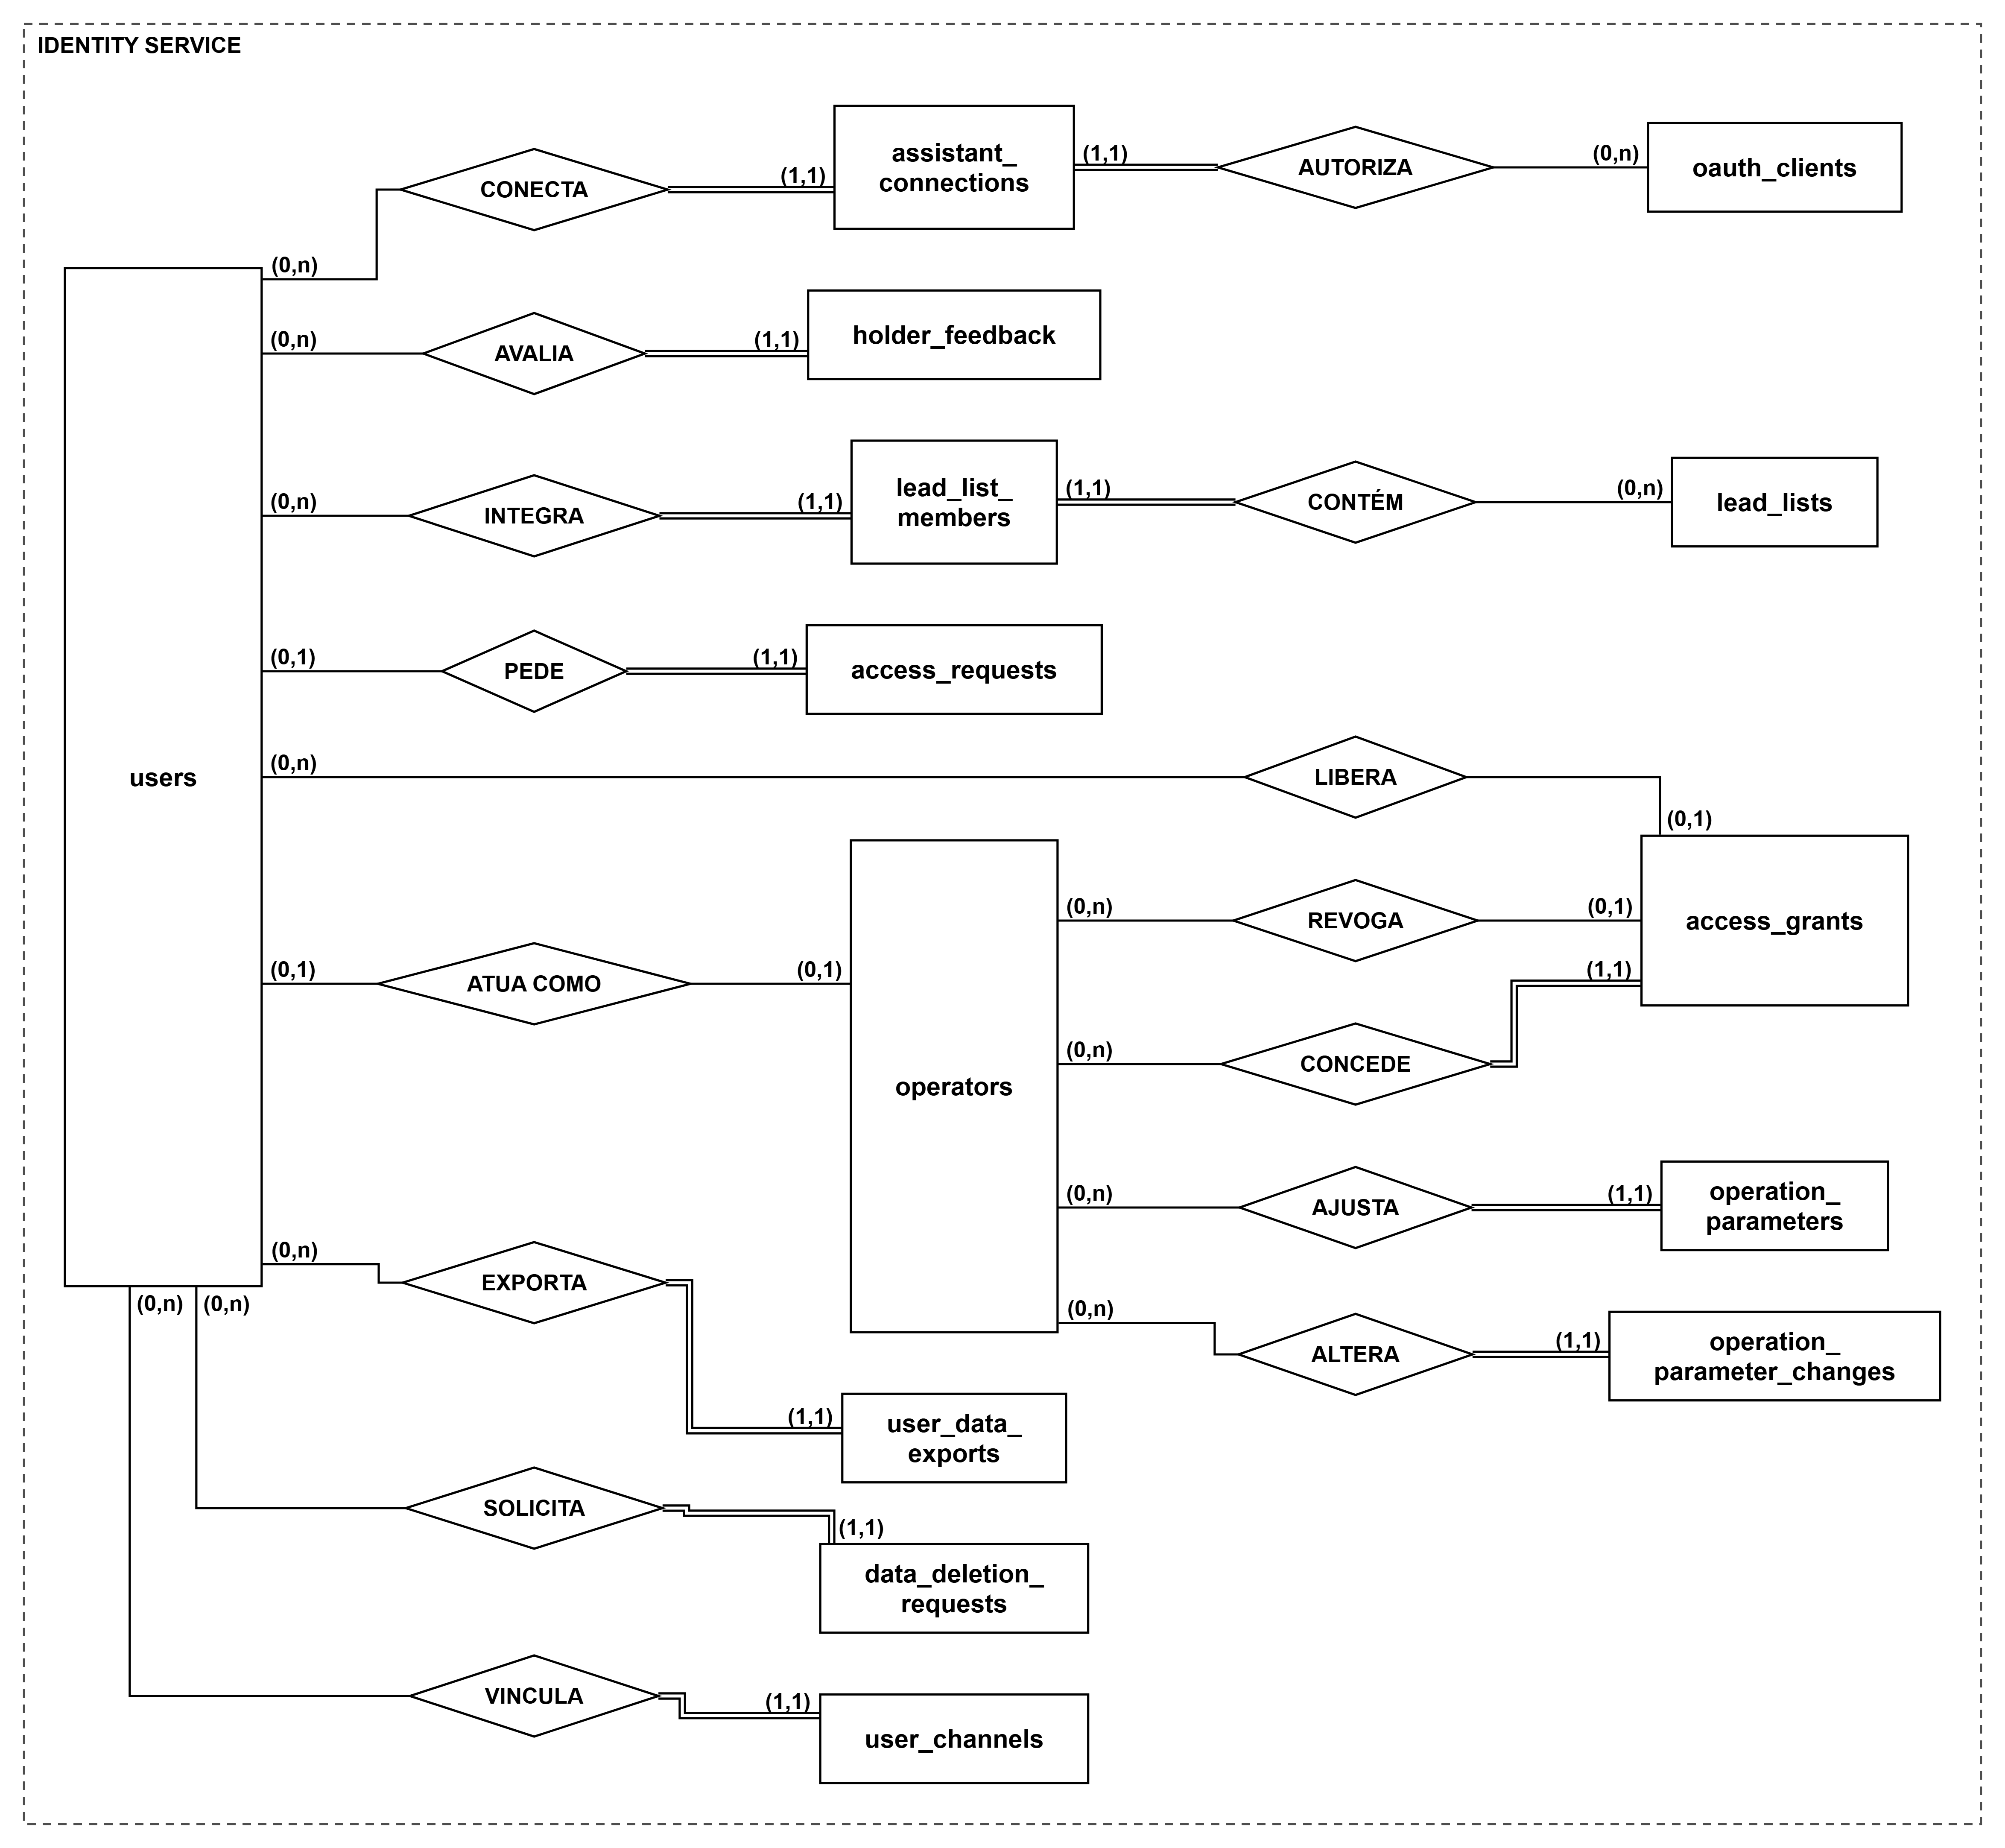 IDENTITY SERVICE
assistant_
connections
(1,1)
AUTORIZA
(0,n)
oauth_clients
CONECTA
(1,1)
(0,n)
(0,n)
AVALIA
(1,1)
holder_feedback
(0,n)
INTEGRA
(1,1)
lead_list_
members
(1,1)
CONTÉM
(0,n)
lead_lists
(0,1)
PEDE
(1,1)
access_requests
users
(0,n)
LIBERA
(0,1)
(0,n)
REVOGA
(0,1)
access_grants
(0,1)
ATUA COMO
(0,1)
(1,1)
(0,n)
CONCEDE
operators
(0,n)
AJUSTA
(1,1)
operation_
parameters
(0,n)
EXPORTA
(0,n)
(0,n)
(0,n)
ALTERA
(1,1)
operation_
parameter_changes
(1,1)
user_data_
exports
SOLICITA
(1,1)
data_deletion_
requests
VINCULA
(1,1)
user_channels